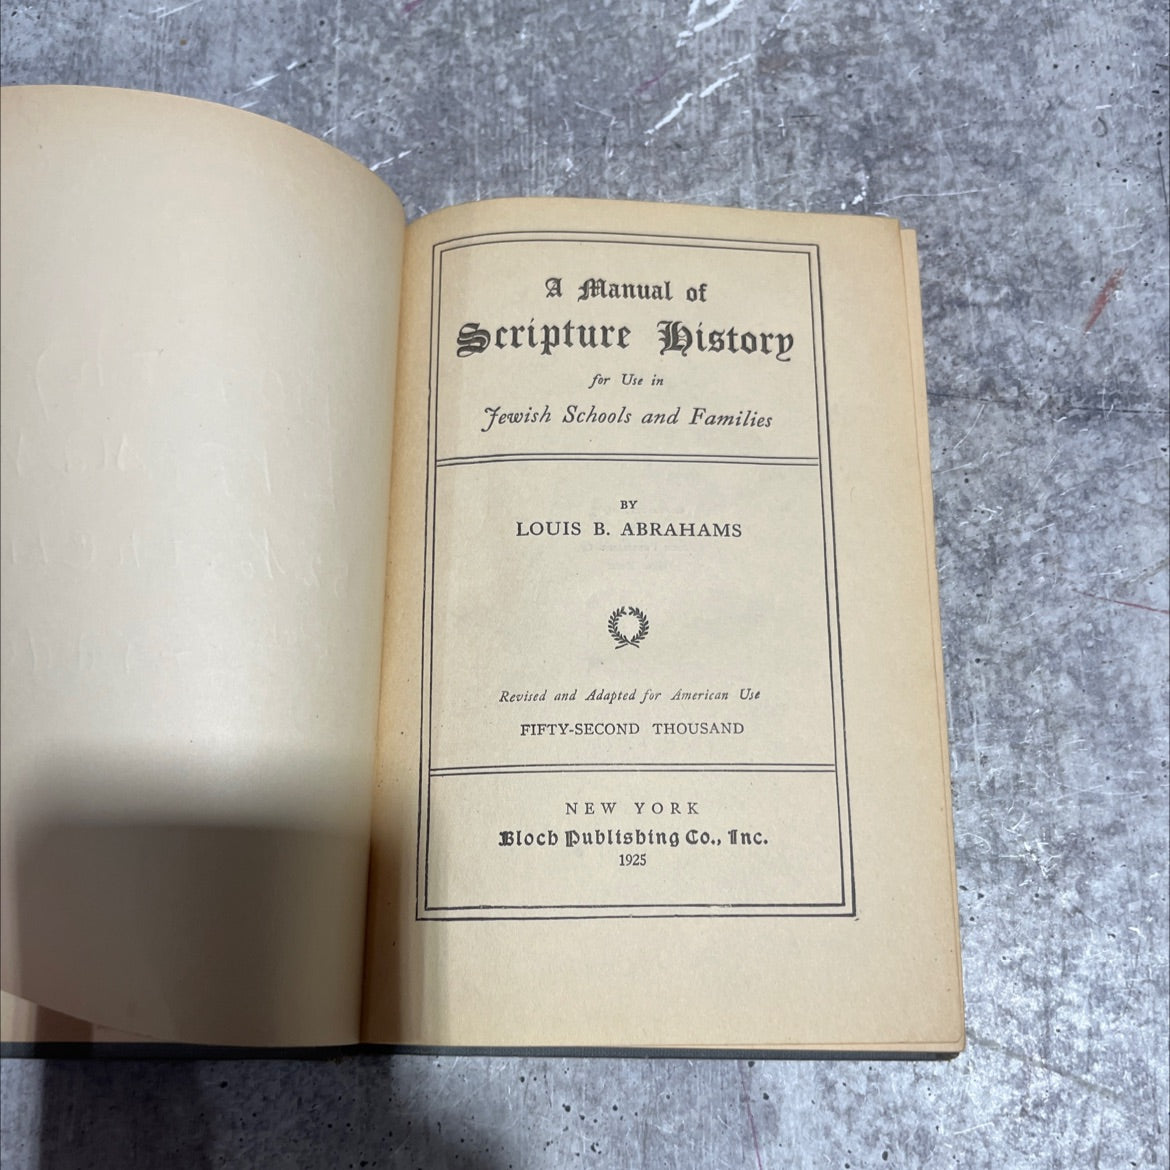 A Manual of
Scripture History
for Use in
Jewish Schools and Families
BY
LOUIS B. ABRAHAMS
Revised and Adapted for American Use
FIFTY-SECOND THOUSAND
NEW YORK
Bloch Publishing Co., Inc.
1925